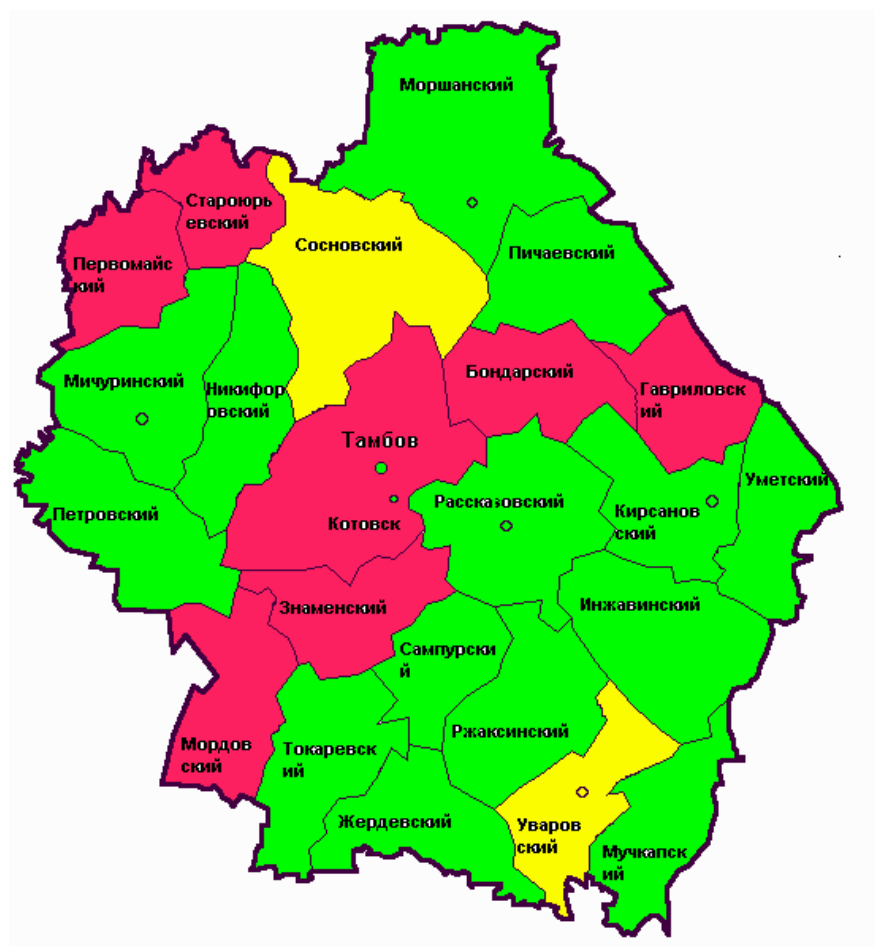 Моршанский
Староюрь
евский
Сосновский
Пичаевский
Первомайс
кий
Мичуринский
Никифор
овский
Бондарский
Гавриловск
ий
Тамбов
Уметский
Рассказовский
Петровский
Котовск
Кирсанов
ский
Знаменский
Инжавинский
Сампурски
й
Ржаксинский
Мордов
ский
Токаревск
ий
Жердевский
Уваров
ский
Мучкапск
ий